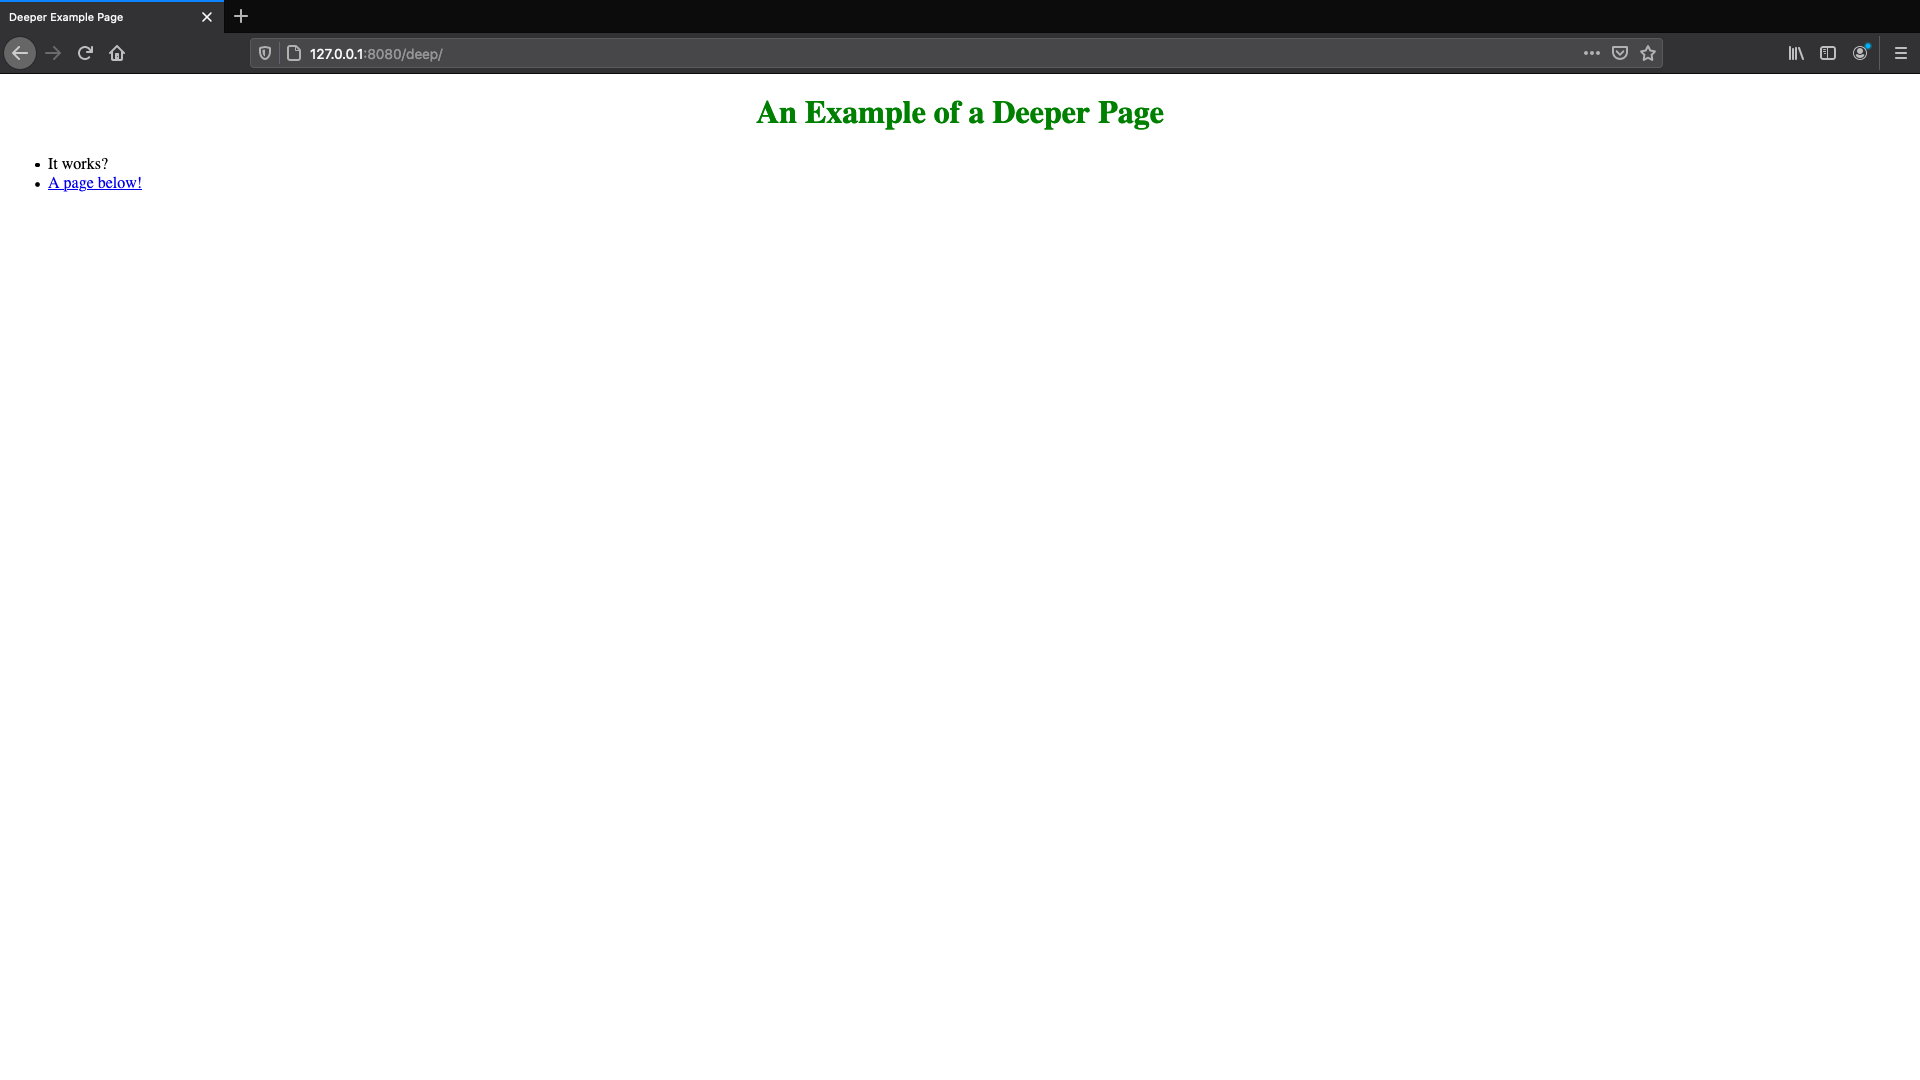 Deeper Example Page
127.0.0.1:8080/deep/
An Example of a Deeper Page
It works?
A page below!